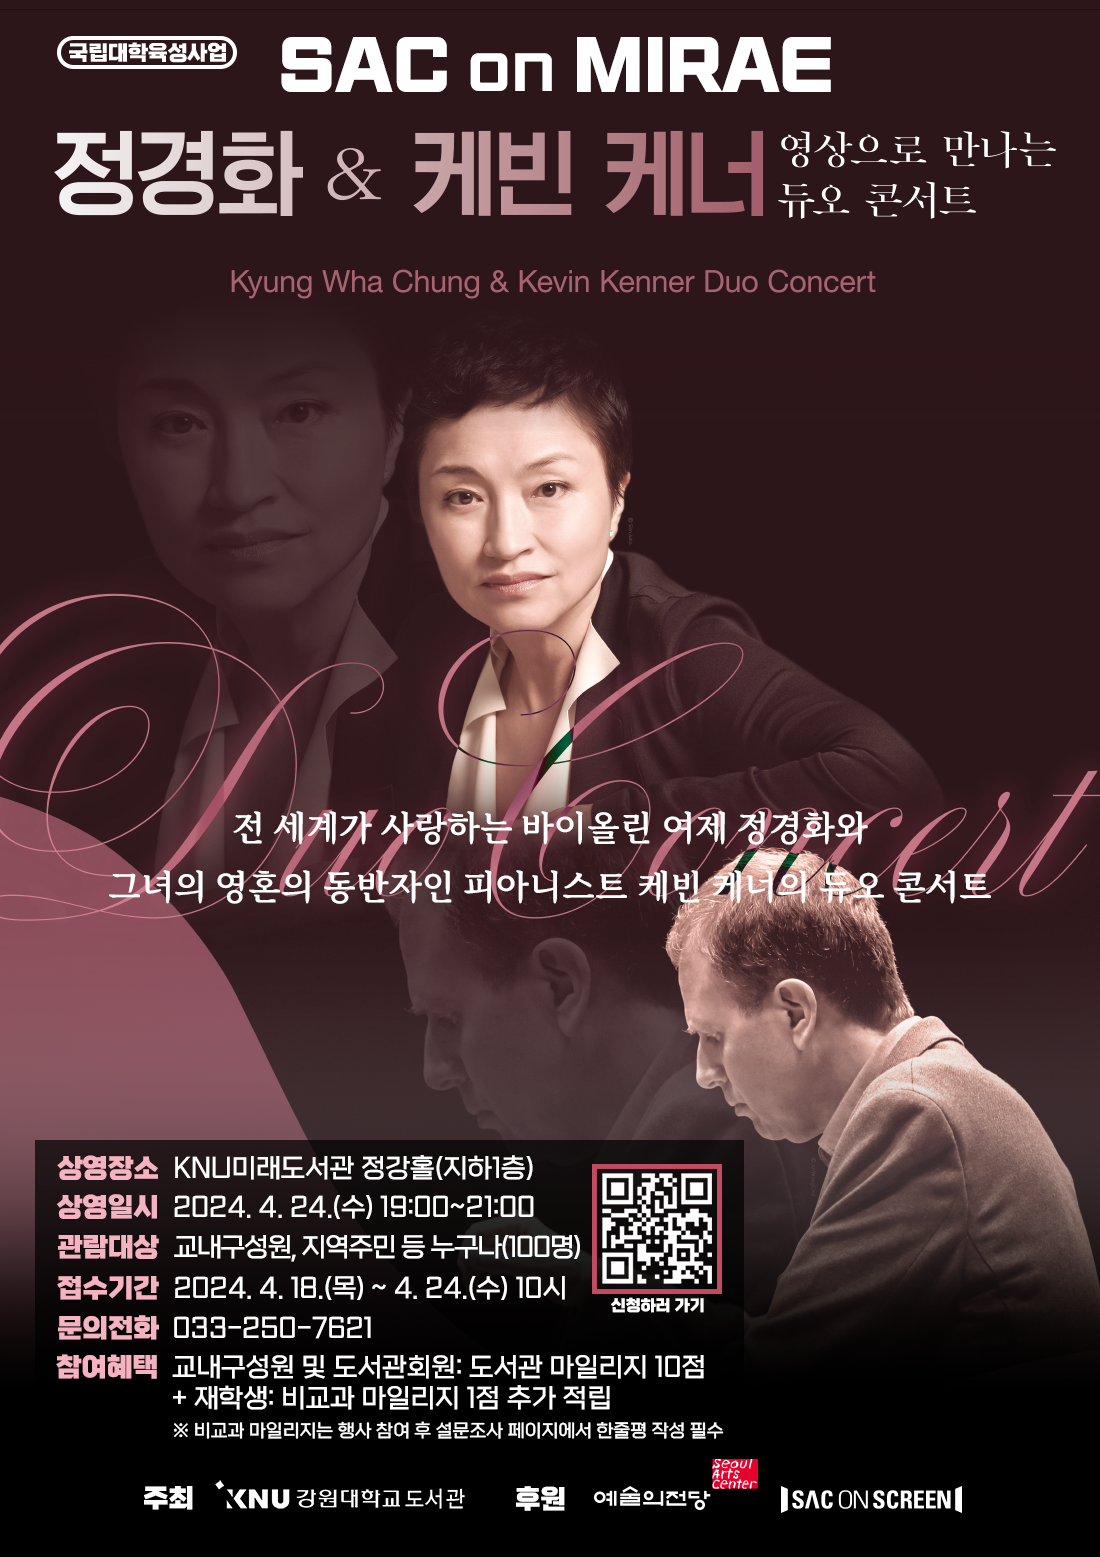 국립대학육성사업
SAC on MIRAE
정경화 & 케빈 케너
영상으로 만나는
듀오 콘서트
Kyung Wha Chung & Kevin Kenner Duo Concert
Duo Concert
전 세계가 사랑하는 바이올린 여제 정경화와
그녀의 영혼의 동반자인 피아니스트 케빈 케너의 듀오 콘서트
상영장소 KNU미래도서관 정강홀(지하1층)
상영일시 2024. 4. 24.(수) 19:00~21:00
관람대상 교내구성원, 지역주민 등 누구나(100명)
접수기간 2024. 4. 18.(목) ~ 4. 24.(수) 10시
신청하러 가기
문의전화 033-250-7621
참여혜택 교내구성원 및 도서관회원: 도서관 마일리지 10점
+ 재학생: 비교과 마일리지 1점 추가 적립
※ 비교과 마일리지는 행사 참여 후 설문조사 페이지에서 한줄평 작성 필수
주최 KNU 강원대학교 도서관 후원 예술의전당
Seoul
Arts
Center
SAC ON SCREEN